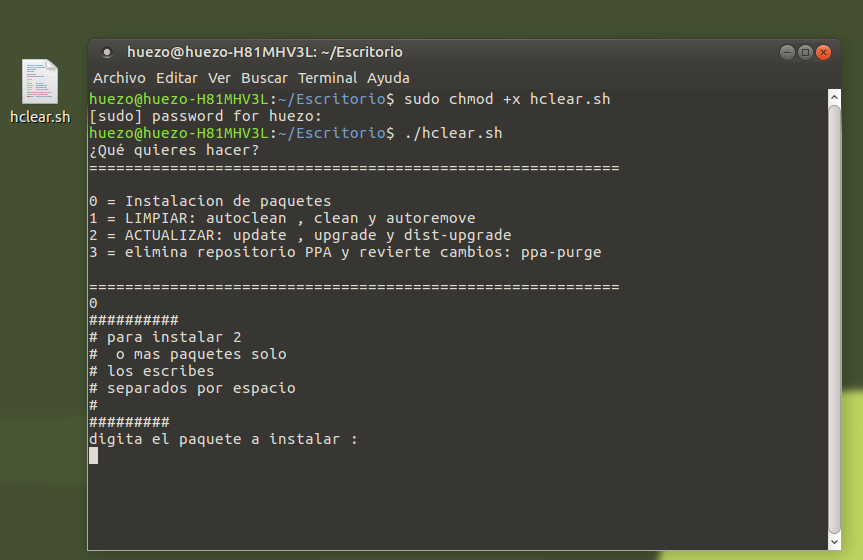 huezo@huezo-H81MHV3L: ~/Escritorio
Archivo Editar Ver Buscar Terminal Ayuda
hclear.sh
huezo@huezo-H81MHV3L:~/Escritorio$ sudo chmod +x hclear.sh
[sudo] password for huezo:
huezo@huezo-H81MHV3L:~/Escritorio$ ./hclear.sh
¿Qué quieres hacer?
===========================================================
0 = Instalacion de paquetes
1 = LIMPIAR: autoclean , clean y autoremove
2 = ACTUALIZAR: update , upgrade y dist-upgrade
3 = elimina repositorio PPA y revierte cambios: ppa-purge
===========================================================
0
##########
# para instalar 2
#  o mas paquetes solo
# los escribes
# separados por espacio
#
#########
digita el paquete a instalar :